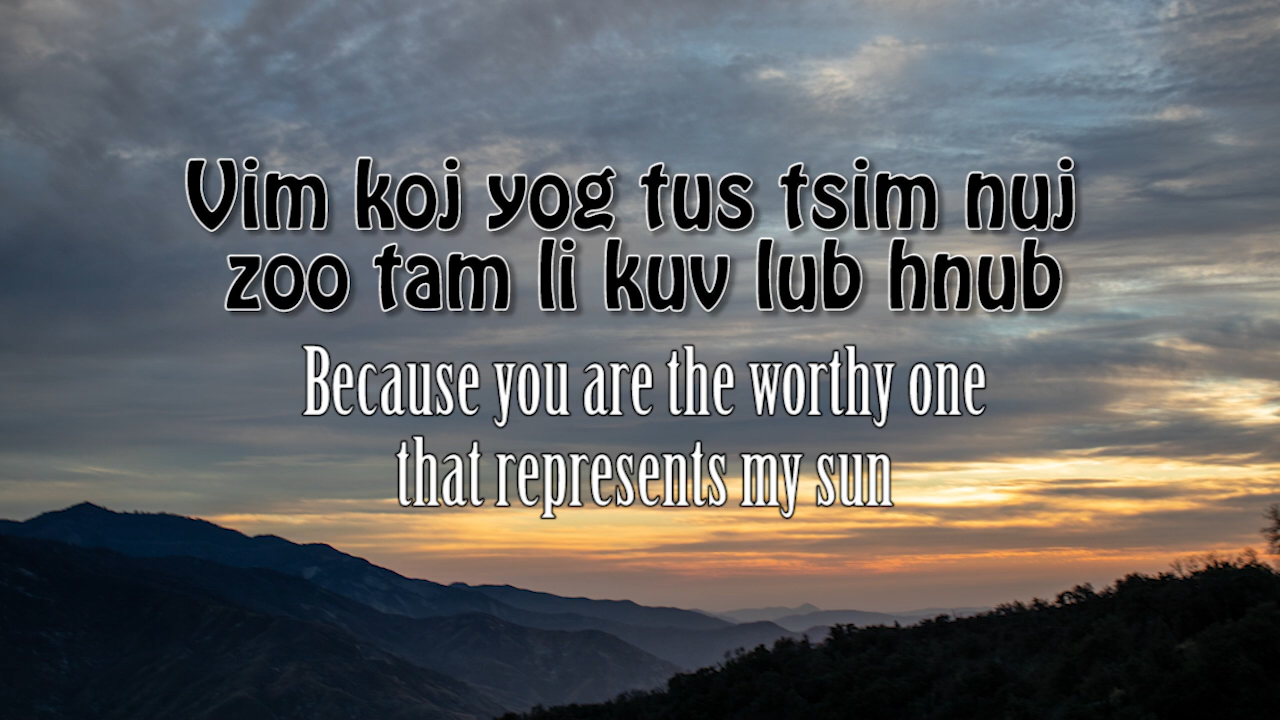 Vim koj yog tus tsim nuj
zoo tam li kuv lub hnub
Because you are the worthy one
that represents my sun